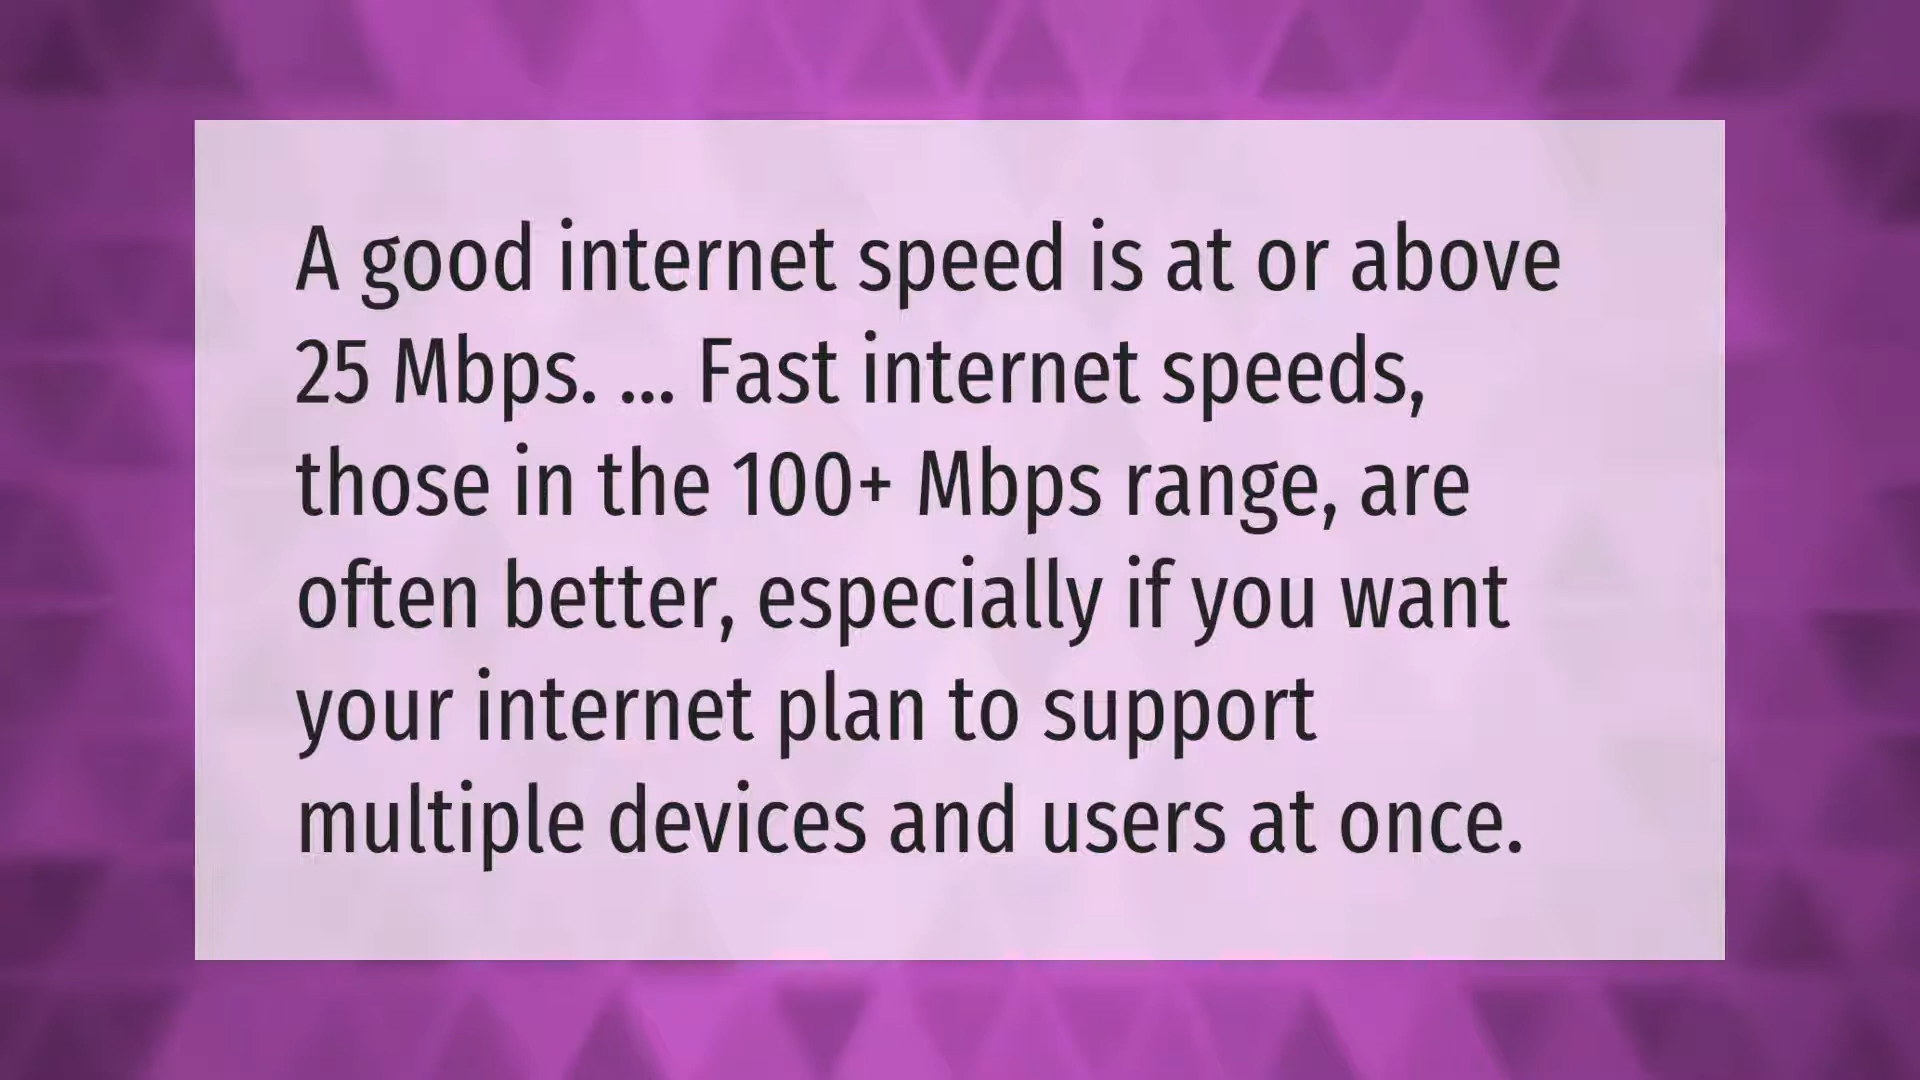 A good internet speed is at or above
25 Mbps. ... Fast internet speeds,
those in the 100+ Mbps range, are
often better, especially if you want
your internet plan to support
multiple devices and users at once.